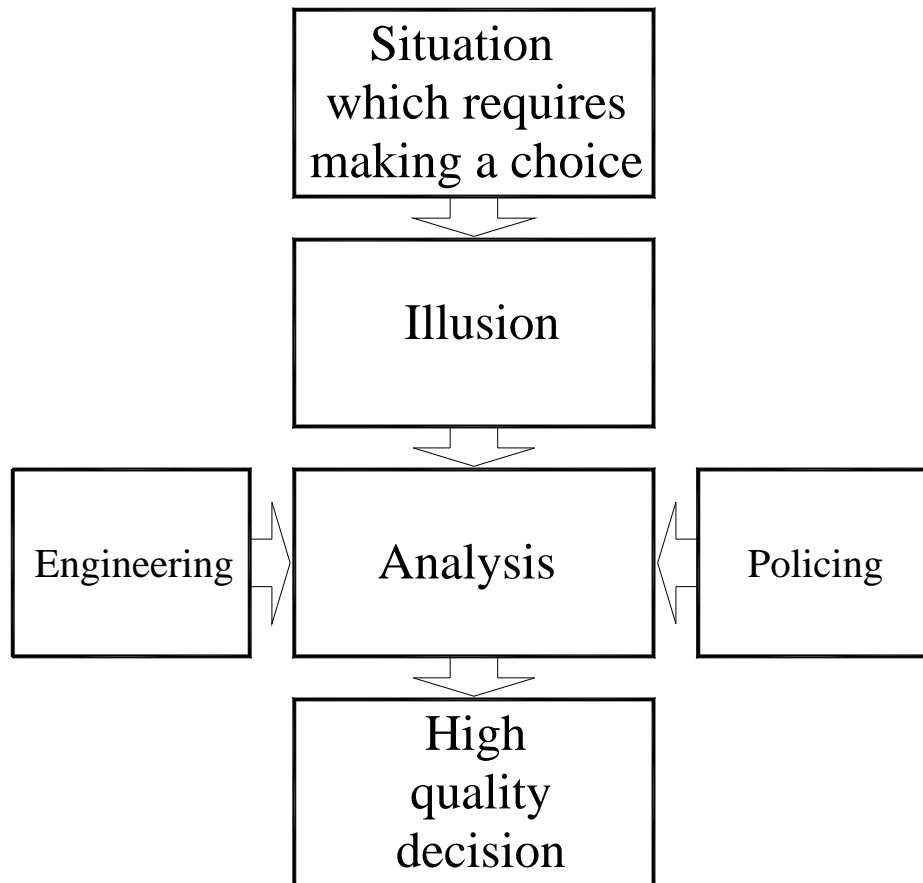 Situation
which requires
making a choice
Illusion
Engineering
Analysis
Policing
High
quality
decision